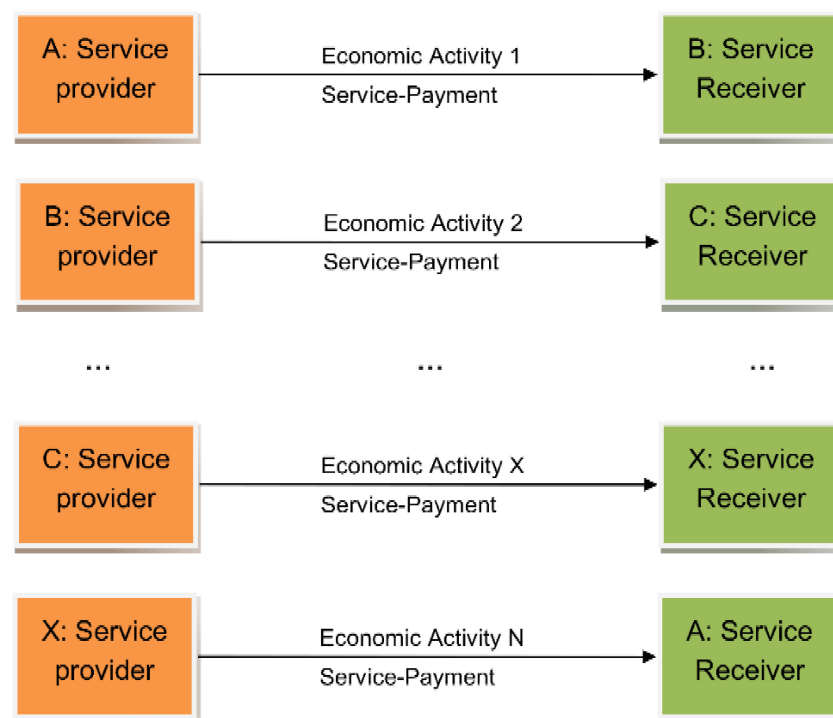 A: Service
provider
Economic Activity 1
Service-Payment
B: Service
Receiver
B: Service
provider
Economic Activity 2
Service-Payment
C: Service
Receiver
... ... ...
C: Service
provider
Economic Activity X
Service-Payment
X: Service
Receiver
X: Service
provider
Economic Activity N
Service-Payment
A: Service
Receiver